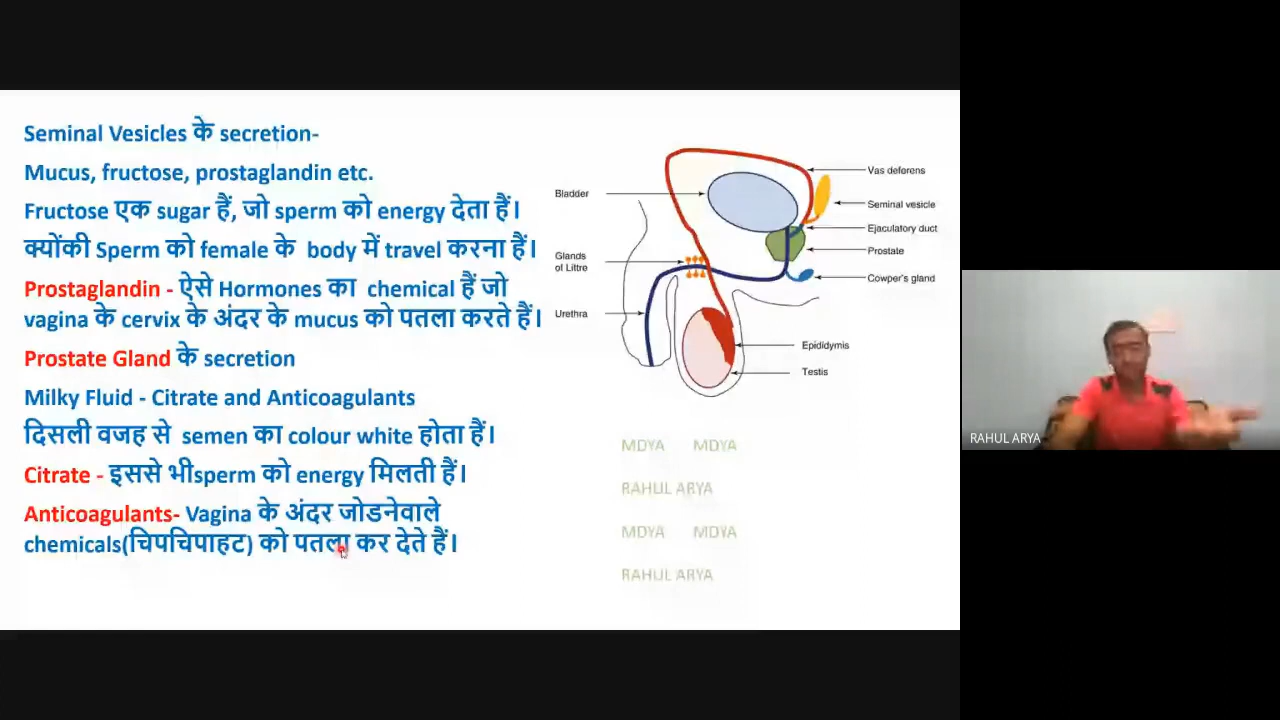 Seminal Vesicles के secretion-
Mucus, fructose, prostaglandin etc.
Fructose एक sugar हैं, जो sperm को energy देता हैं।
क्योंकी Sperm को female के body में travel करना हैं।
Prostaglandin - ऐसे Hormones का chemical हैं जो
vagina के cervix के अंदर के mucus को पतला करते हैं।
Prostate Gland के secretion
Milky Fluid - Citrate and Anticoagulants
दिसली वजह से semen का colour white होता हैं।
Citrate - इससे भीsperm को energy मिलती हैं।
Anticoagulants- Vagina के अंदर जोडनेवाले
chemicals(चिपचिपाहट) को पतला कर देते हैं।
Bladder
Glands
of Littre
Urethra
Vas deferens
Seminal vesicle
Ejaculatory duct
Prostate
Cowper's gland
Epididymis
Testis
MDYA MDYA
RAHUL ARYA
MDYA MDYA
RAHUL ARYA
RAHUL ARYA